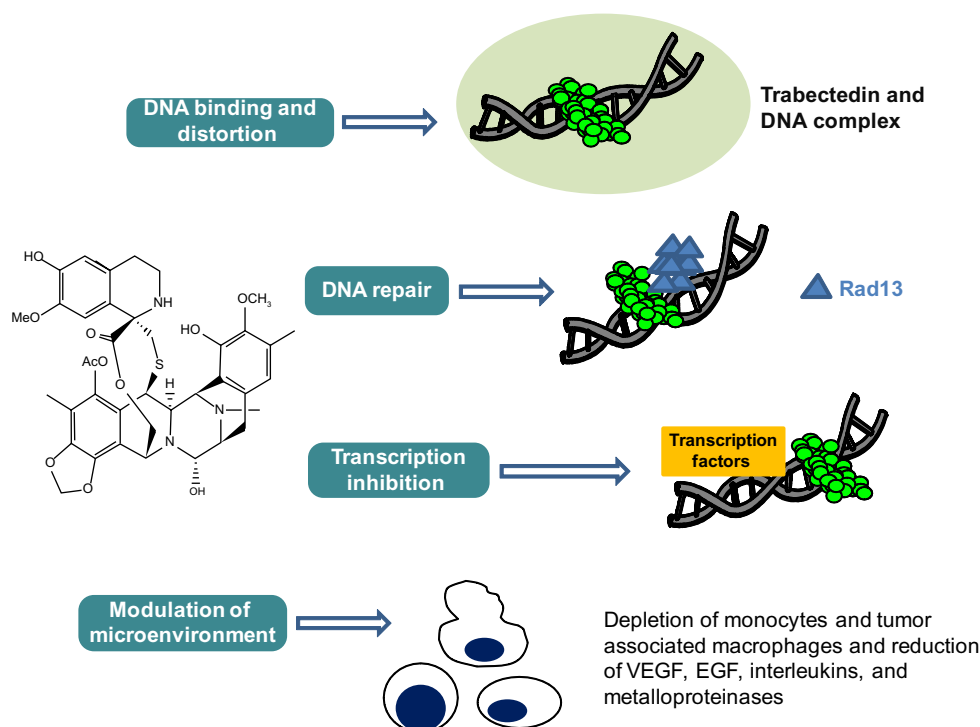 DNA binding and
distortion
Trabectedin and
DNA complex
DNA repair
Rad13
HO
NH
MeO
O
OCH₃
HO
S
AcO
O
H
N
N
O
O
OH
Transcription
inhibition
Transcription
factors
Modulation of
microenvironment
Depletion of monocytes and tumor
associated macrophages and reduction
of VEGF, EGF, interleukins, and
metalloproteinases